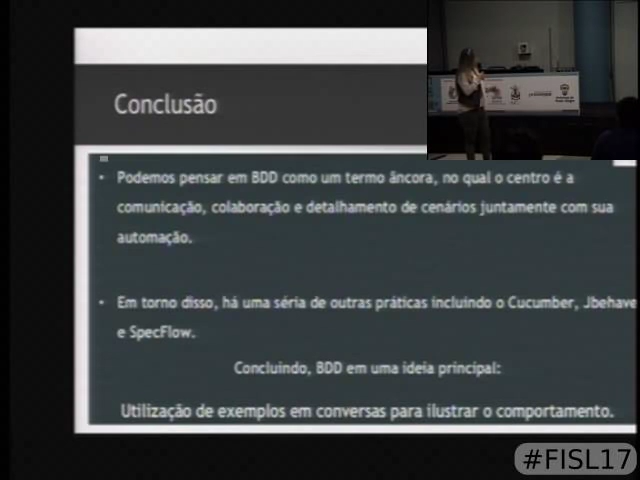 Conclusão
• Podemos pensar em BDD como um termo âncora, no qual o centro é a
comunicação, colaboração e detalhamento de cenários juntamente com sua
automação.
• Em torno disso, há uma séria de outras práticas incluindo o Cucumber, Jbehave
e SpecFlow.
Concluindo, BDD em uma ideia principal:
Utilização de exemplos em conversas para ilustrar o comportamento.
#FISL17